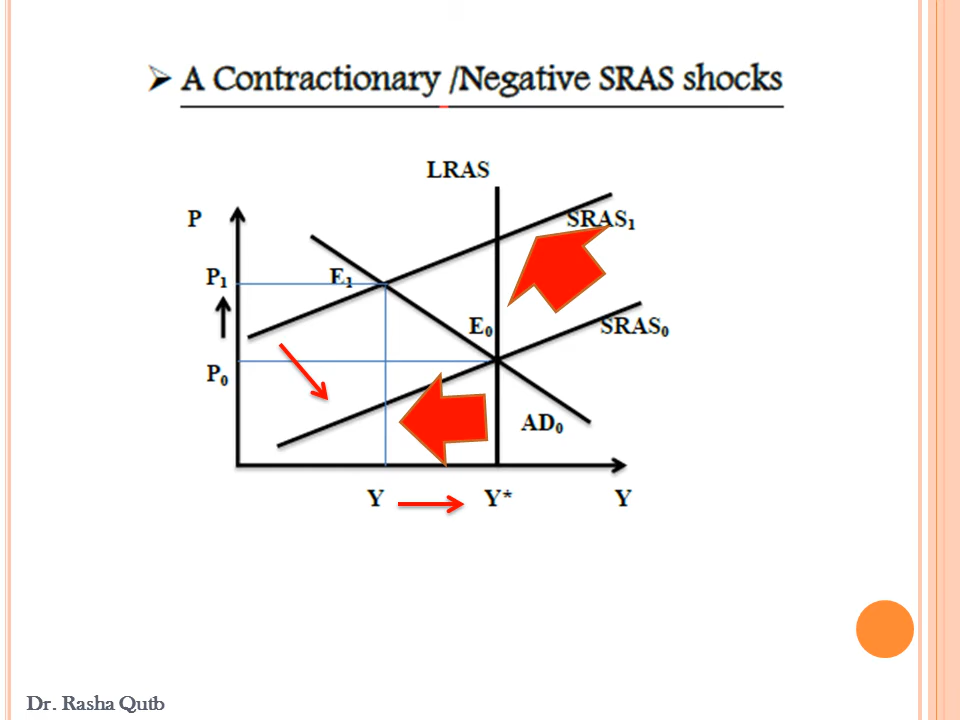 ➢ A Contractionary /Negative SRAS shocks
LRAS
P
SRAS₁
P₁
E₁
E₀
SRAS₀
P₀
AD₀
Y
Y*
Y
Dr. Rasha Qutb